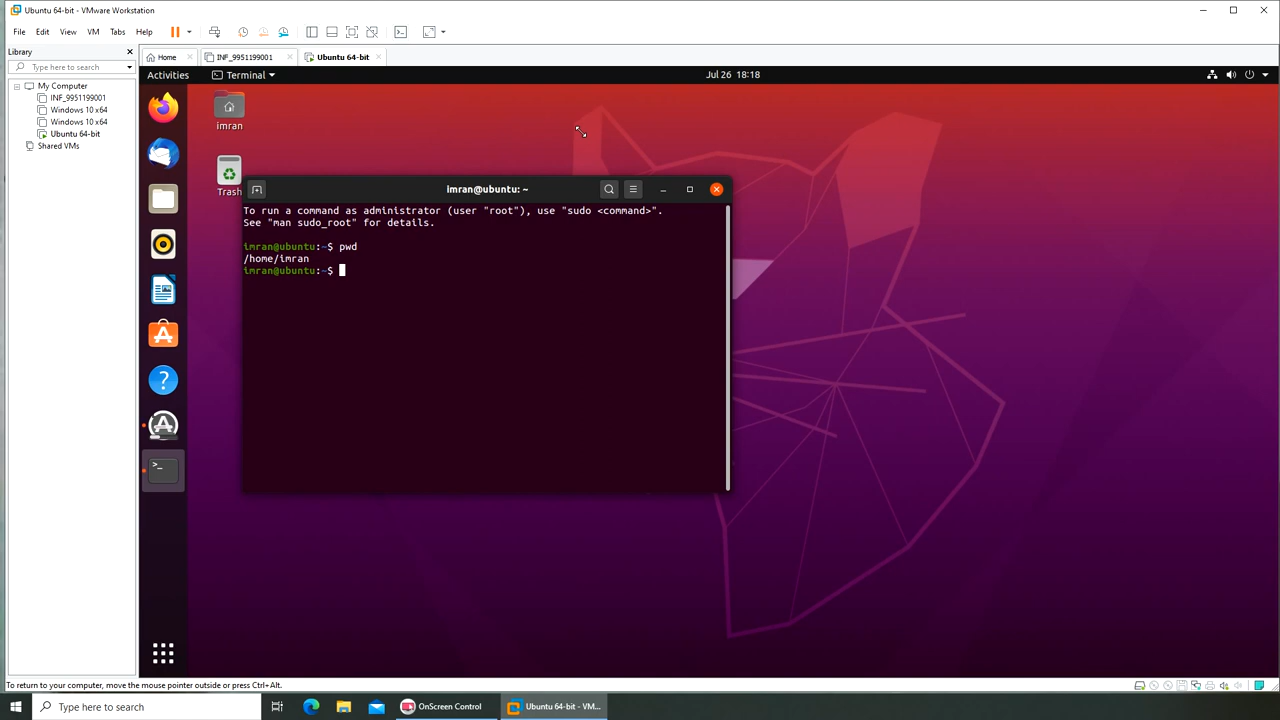 Ubuntu 64-bit - VMware Workstation
File Edit View VM Tabs Help
Library
Type here to search
Home INF_9951199001 Ubuntu 64-bit
My Computer
INF_9951199001
Windows 10 x64
Windows 10 x64
Ubuntu 64-bit
Shared VMs
Activities Terminal Jul 26 18:18
imran
Trash
imran@ubuntu: ~
To run a command as administrator (user "root"), use "sudo <command>".
See "man sudo_root" for details.
imran@ubuntu:~$ pwd
/home/imran
imran@ubuntu:~$
To return to your computer, move the mouse pointer outside or press Ctrl+Alt.
Type here to search OnScreen Control Ubuntu 64-bit - VM...